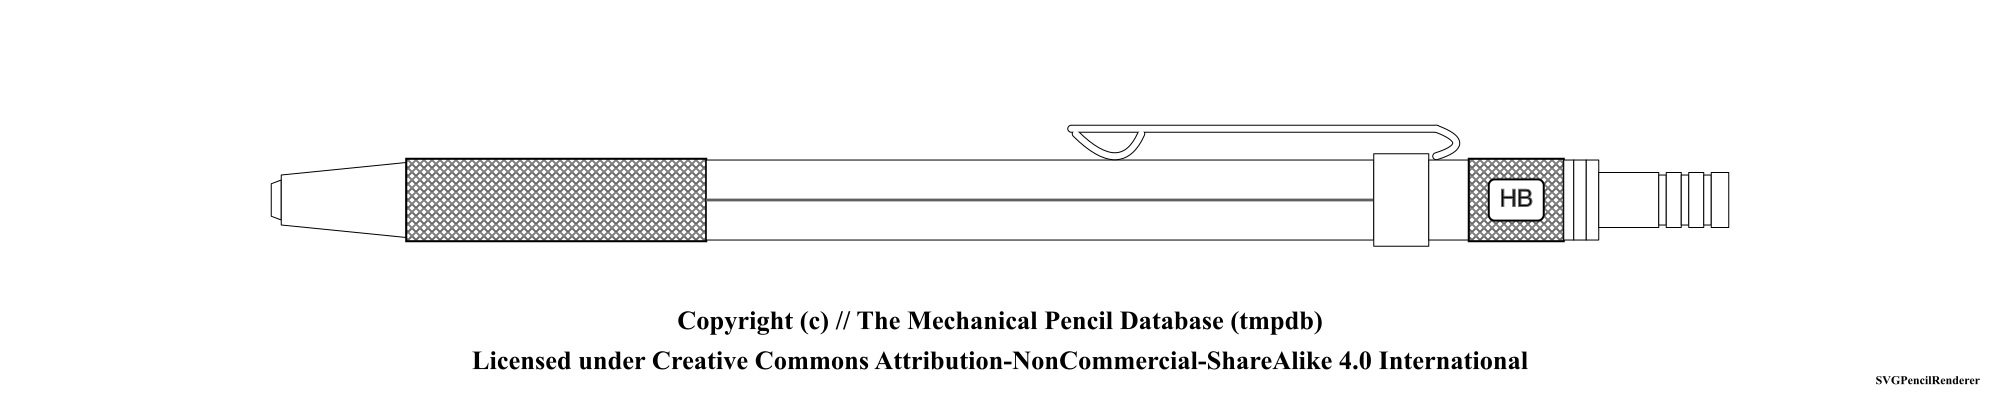 HB
Copyright (c) // The Mechanical Pencil Database (tmpdb)
Licensed under Creative Commons Attribution-NonCommercial-ShareAlike 4.0 International
SVGPencilRenderer